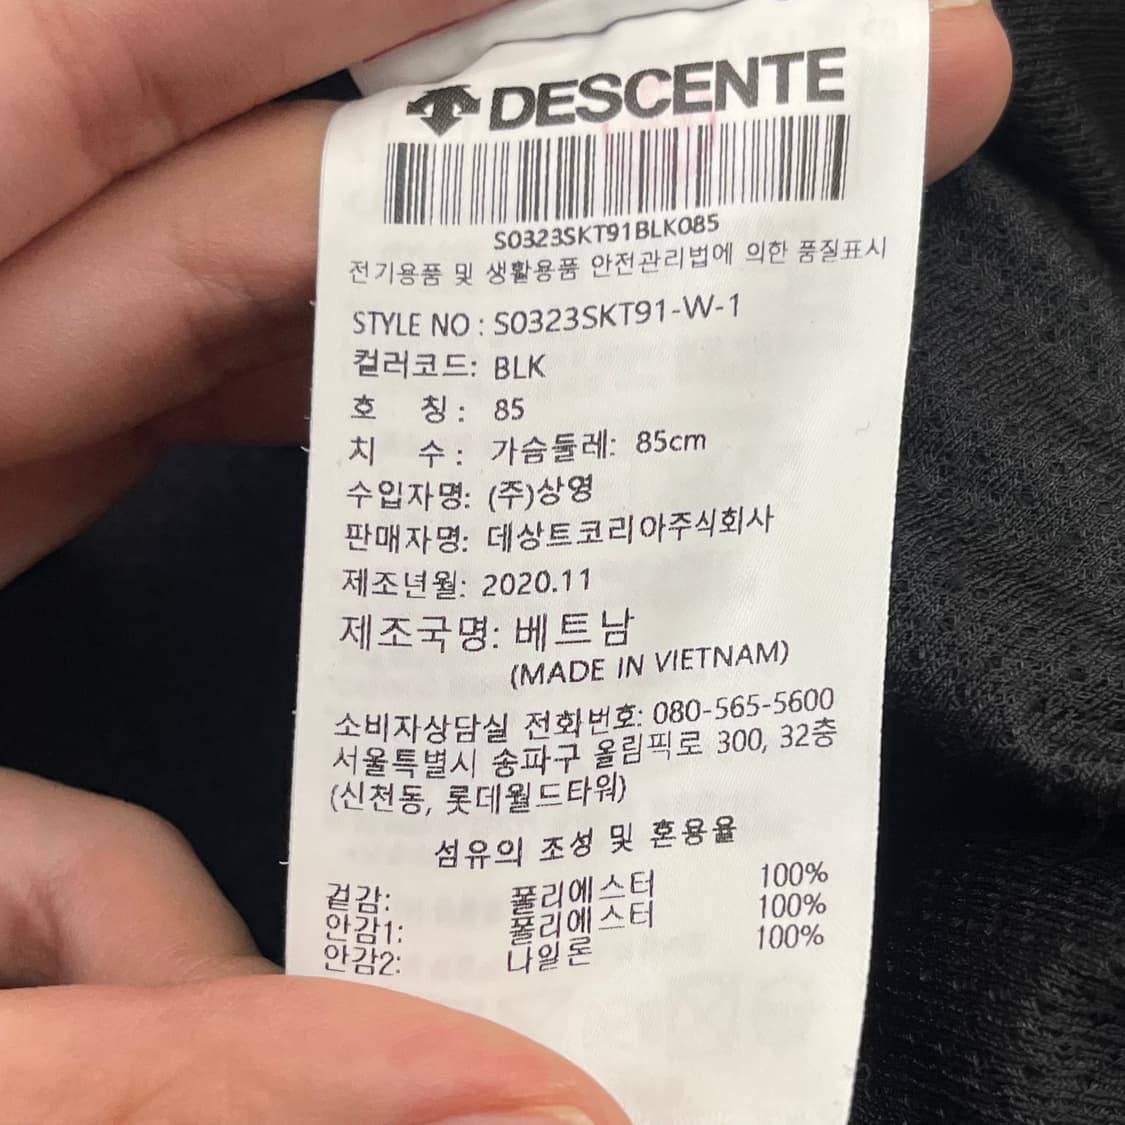 DESCENTE
S0323SKT91BLK085
전기용품 및 생활용품 안전관리법에 의한 품질표시
STYLE NO : S0323SKT91-W-1
컬러코드: BLK
호 칭: 85
치 수: 가슴둘레: 85cm
수입자명: (주)상영
판매자명: 데상트코리아주식회사
제조년월: 2020.11
제조국명: 베트남
(MADE IN VIETNAM)
소비자상담실 전화번호: 080-565-5600
서울특별시 송파구 올림픽로 300, 32층
(신천동, 롯데월드타워)
섬유의 조성 및 혼용율
겉감: 폴리에스터 100%
안감1: 폴리에스터 100%
안감2: 나일론 100%